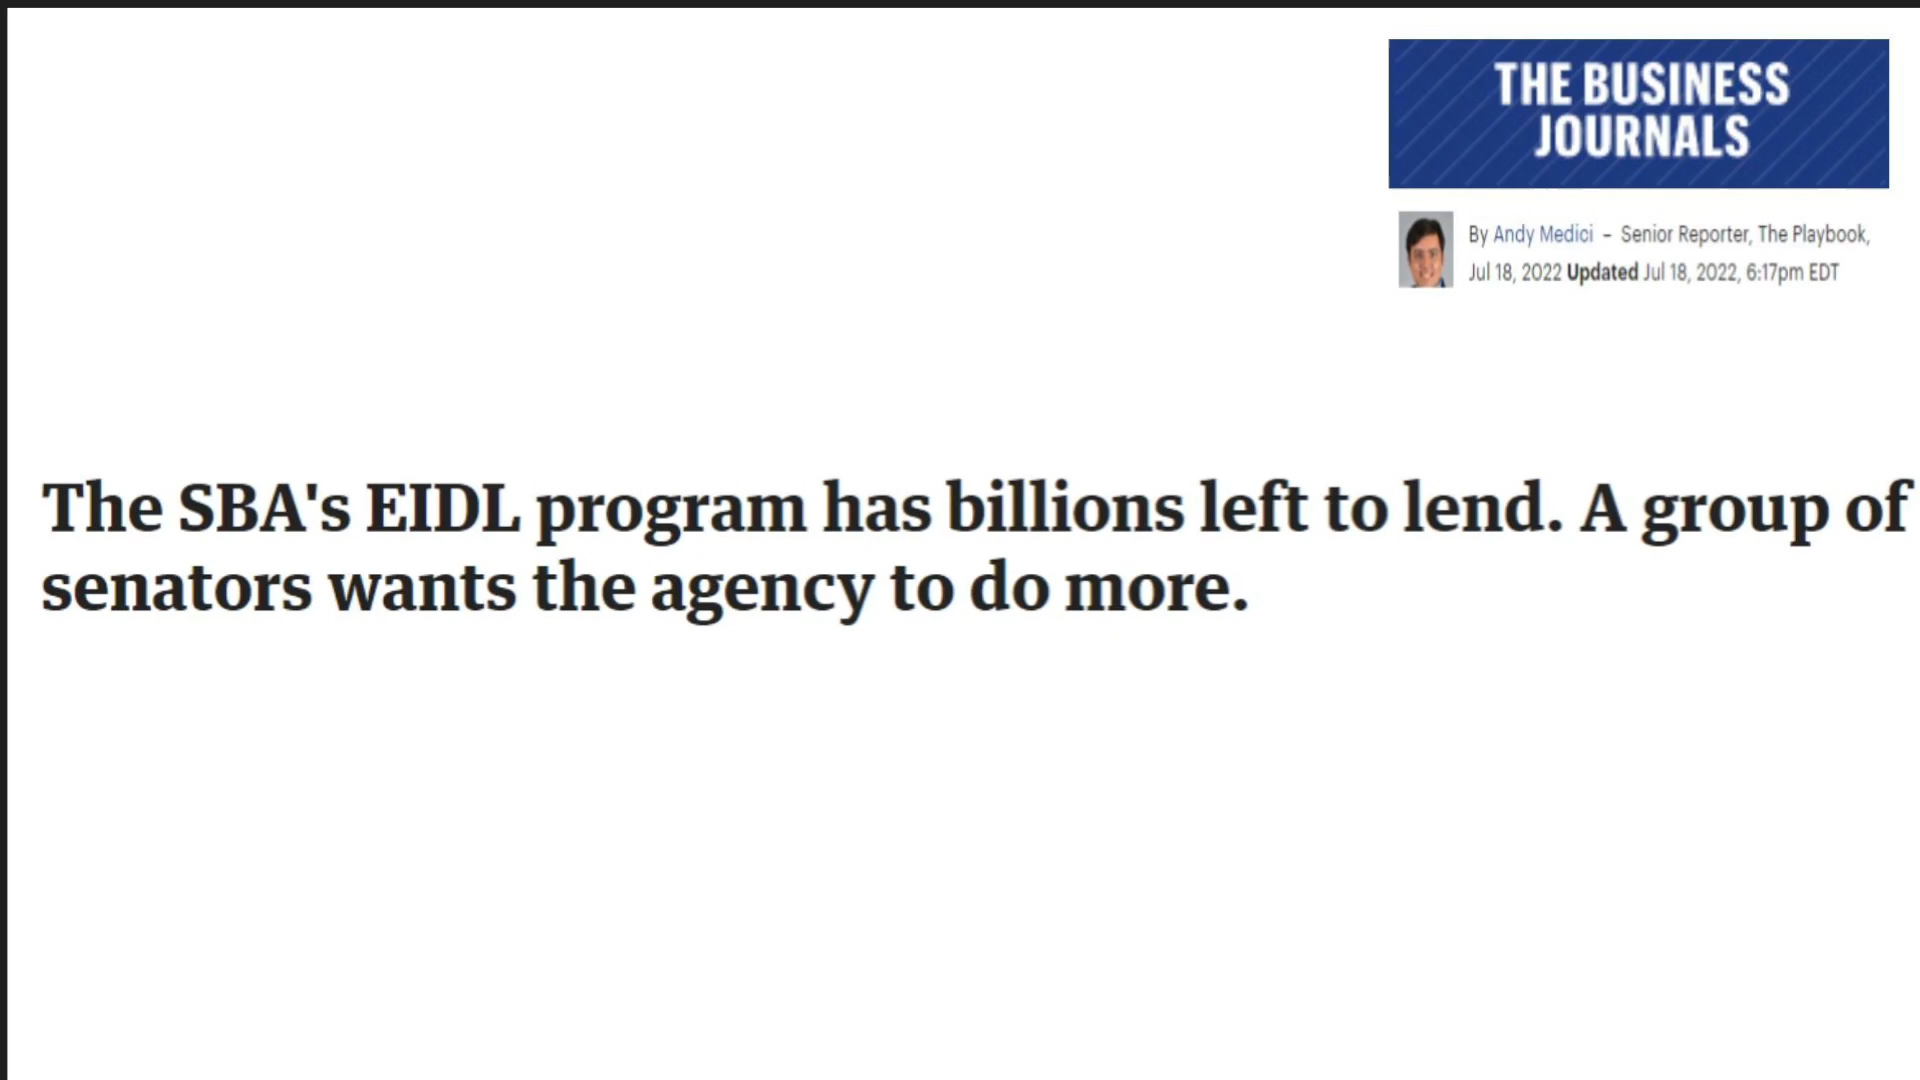 THE BUSINESS
JOURNALS
By Andy Medici – Senior Reporter, The Playbook,
Jul 18, 2022 Updated Jul 18, 2022, 6:17pm EDT
The SBA's EIDL program has billions left to lend. A group of
senators wants the agency to do more.